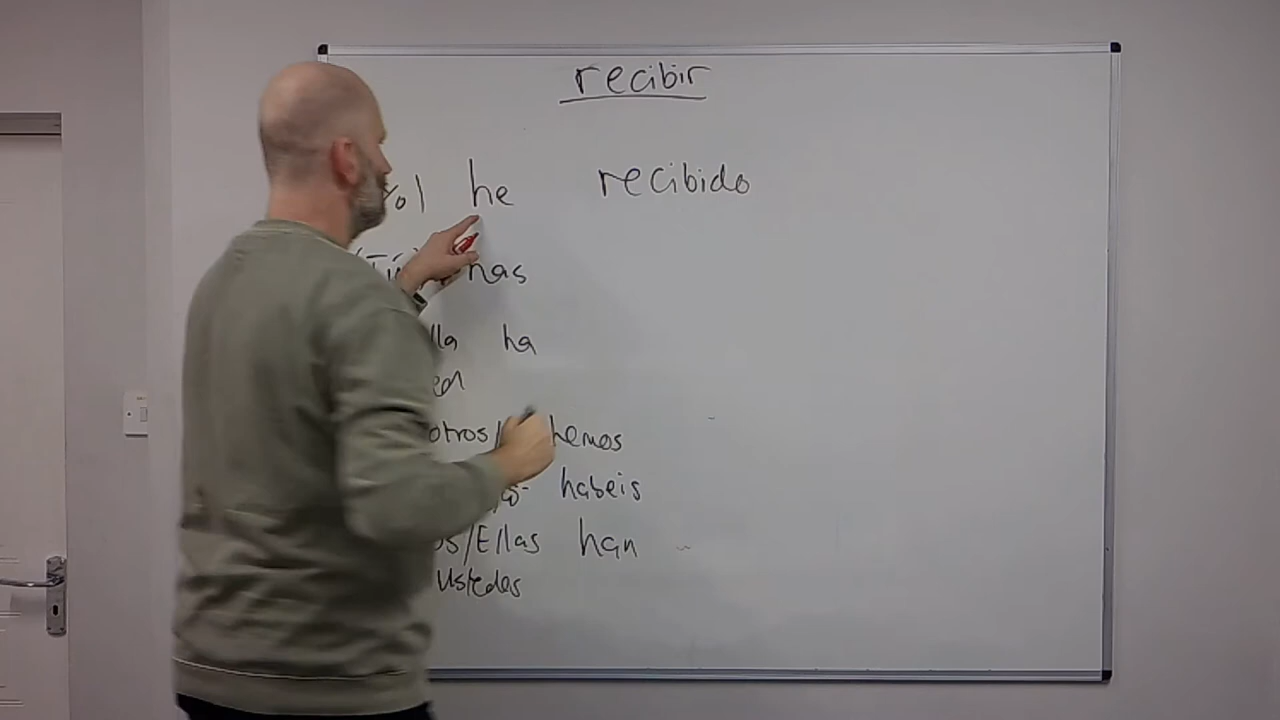 recibir
he recibido
has
ha
hemos
habeis
/Ellas han
Ustedes